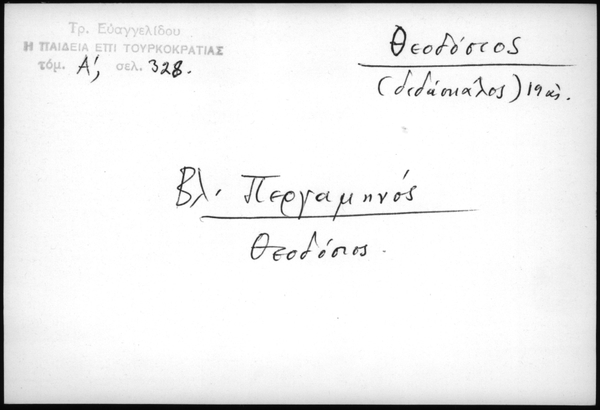 Τρ. Εὐαγγελίδου
Η ΠΑΙΔΕΙΑ ΕΠΙ ΤΟΥΡΚΟΚΡΑΤΙΑΣ
τόμ. Α', σελ. 328.
Θεοδόσιος
(διδάσκαλος) 19 αἰ.
Βλ. Περγαμηνός
Θεοδόσιος.